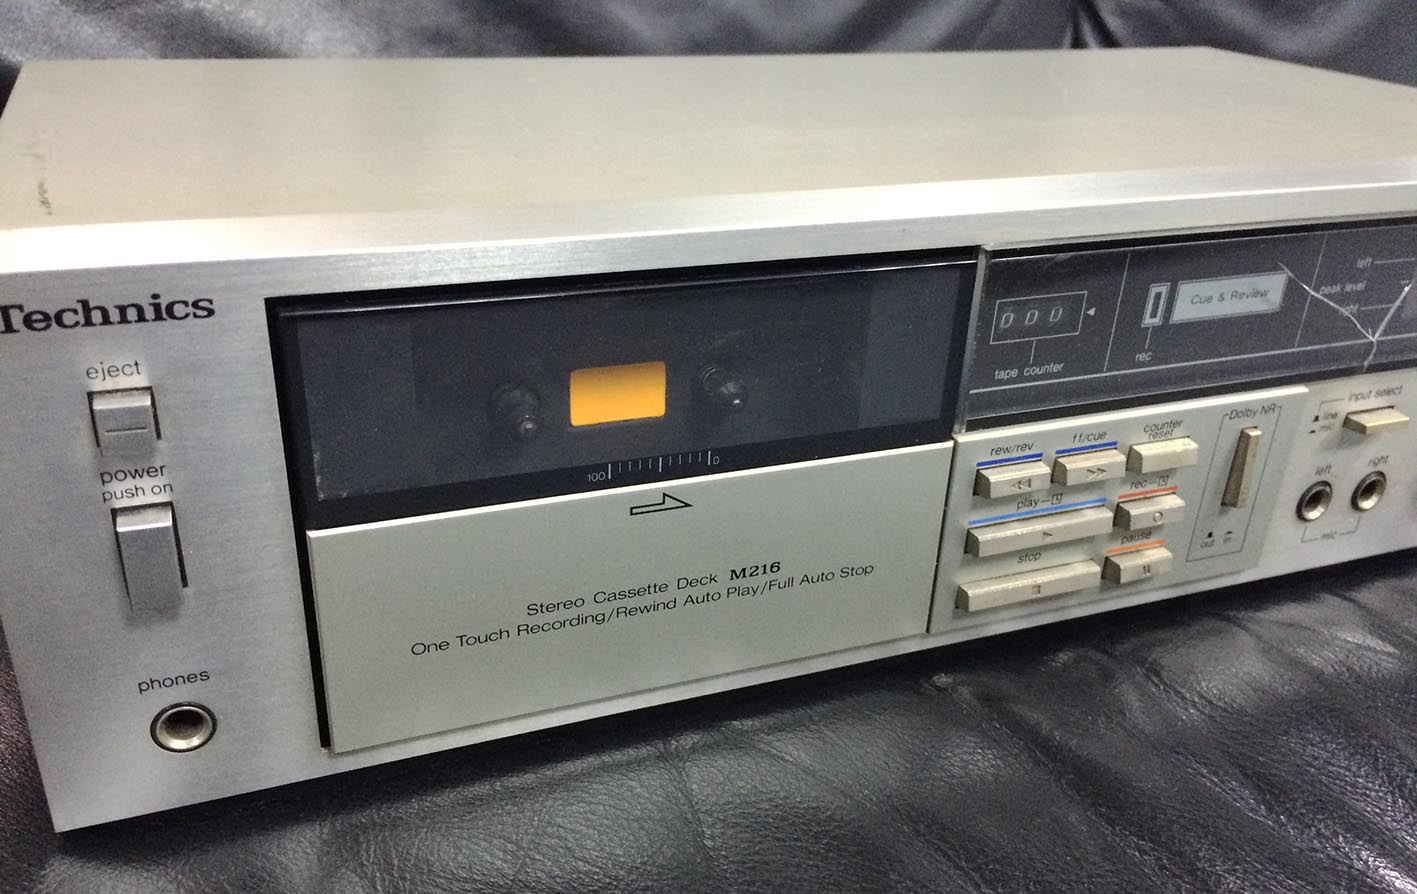 Technics
eject
power
push on
phones
100 0
Stereo Cassette Deck M216
One Touch Recording/Rewind Auto Play/Full Auto Stop
000
tape counter
rec
Cue & Review
left
peak level
rew/rev
ff/cue
counter
reset
play
rec
stop
pause
Dolby NR
out in
input select
line
mic
left
right
mic